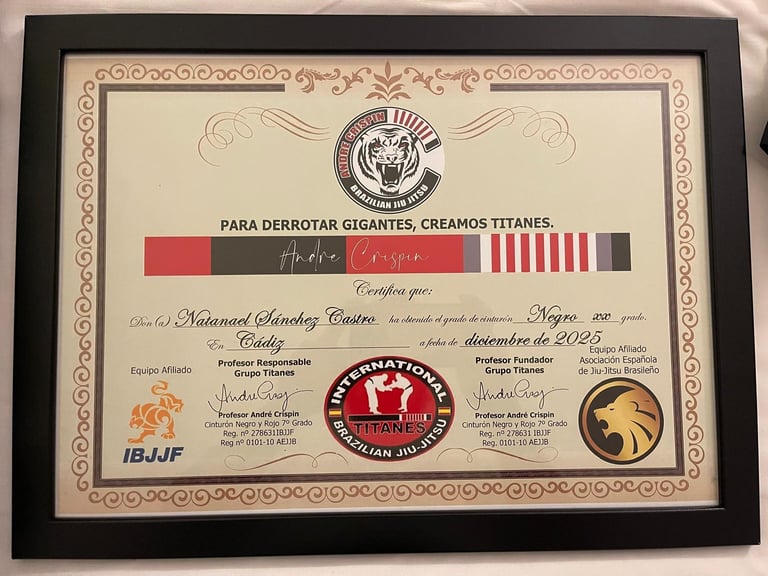 ANDRE CRISPIN
BRAZILIAN JIU JITSU
PARA DERROTAR GIGANTES, CREAMOS TITANES.
Andre Crispin
Certifica que:
Don (a) Natanael Sánchez Castro ha obtenido el grado de cinturón Negro xx grado.
En Cádiz a fecha de diciembre de 2025
Equipo Afiliado
IBJJF
Profesor Responsable
Grupo Titanes
Profesor André Crispin
Cinturón Negro y Rojo 7º Grado
Reg. nº 278631IBJJF
Reg nº 0101-10 AEJJB
INTERNATIONAL
TITANES
BRAZILIAN JIU-JITSU
Profesor Fundador
Grupo Titanes
Profesor André Crispin
Cinturón Negro y Rojo 7º Grado
Reg. nº 278631 IBJJF
Reg. 0101-10 AEJJB
Equipo Afiliado
Asociación Española
de Jiu-Jitsu Brasileño